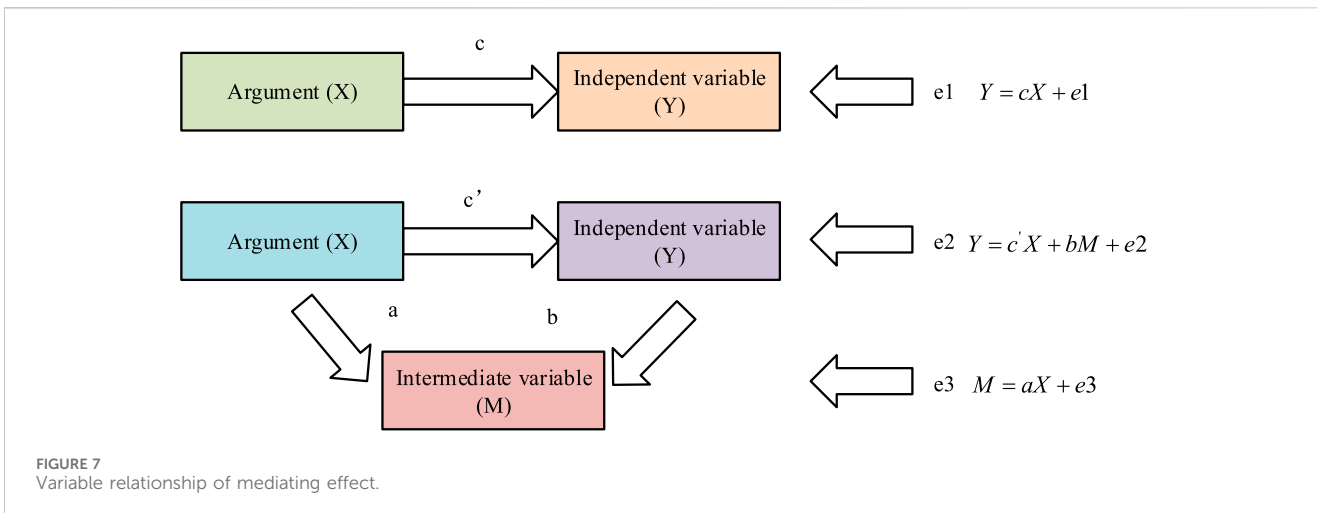 c
Argument (X)
Independent variable
(Y)
e1 Y = cX + e1
c’
Argument (X)
Independent variable
(Y)
e2 Y = c'X + bM + e2
a
b
Intermediate variable
(M)
e3 M = aX + e3
FIGURE 7
Variable relationship of mediating effect.